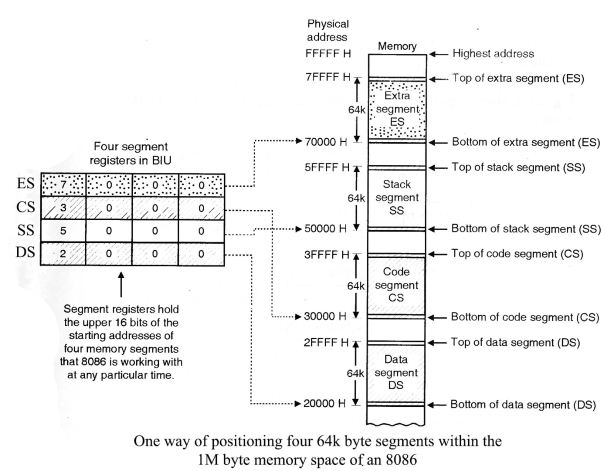 Physical
address
Memory
FFFFF H
Highest address
7FFFF H
Top of extra segment (ES)
Extra
segment
ES
64k
Four segment
registers in BIU
70000 H
Bottom of extra segment (ES)
5FFFF H
Top of stack segment (SS)
ES 7 0 0 0
CS 3 0 0 0
SS 5 0 0 0
DS 2 0 0 0
Stack
segment
SS
64k
50000 H
Bottom of stack segment (SS)
3FFFF H
Top of code segment (CS)
Code
segment
CS
64k
Segment registers hold
the upper 16 bits of the
starting addresses of
four memory segments
that 8086 is working with
at any particular time.
30000 H
Bottom of code segment (CS)
2FFFF H
Top of data segment (DS)
Data
segment
DS
64k
20000 H
Bottom of data segment (DS)
One way of positioning four 64k byte segments within the
1M byte memory space of an 8086